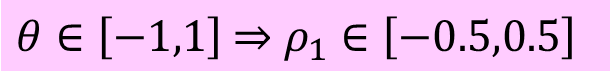 θ ∈ [−1,1] ⇒ ρ₁ ∈ [−0.5,0.5]